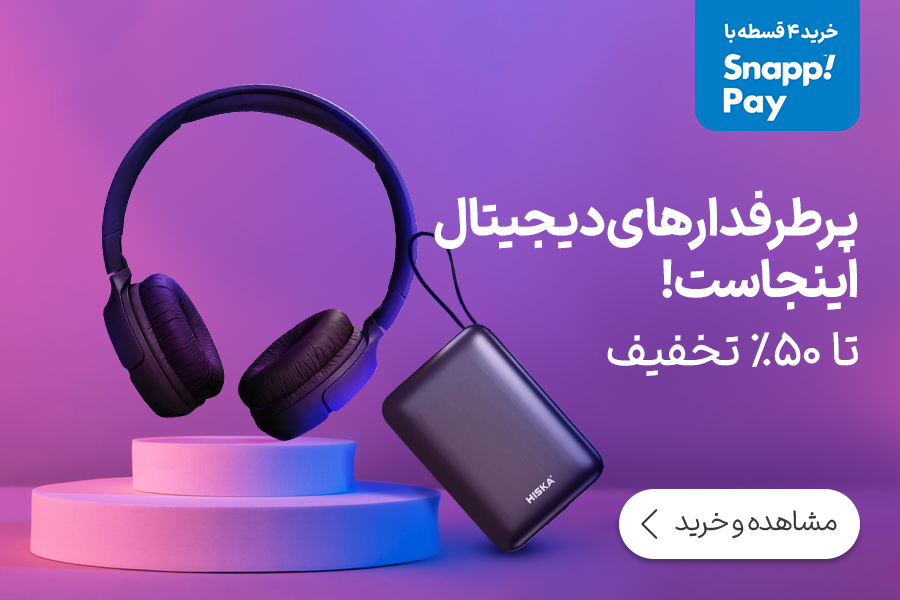 خرید ۴ قسطه با
Snapp!
Pay
پرطرفدارهای دیجیتال
اینجاست!
تا ۵۰٪ تخفیف
HISKA
مشاهده و خرید